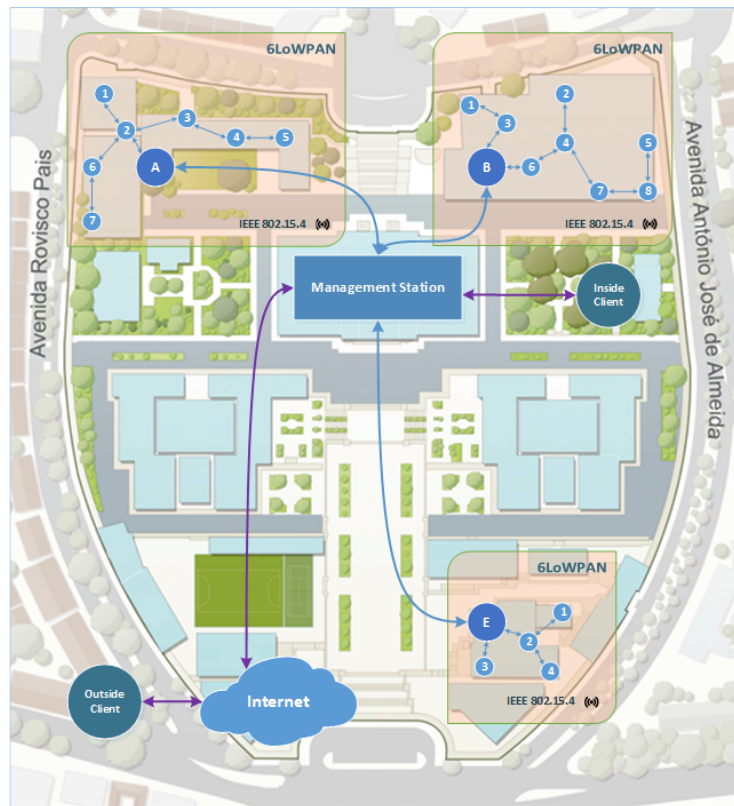 6LoWPAN
1
2
3
4
5
6
A
7
IEEE 802.15.4
6LoWPAN
1
2
3
4
5
B
6
7
8
IEEE 802.15.4
Avenida Rovisco Pais
Avenida António José de Almeida
Management Station
Inside
Client
6LoWPAN
E
1
2
3
4
IEEE 802.15.4
Outside
Client
Internet